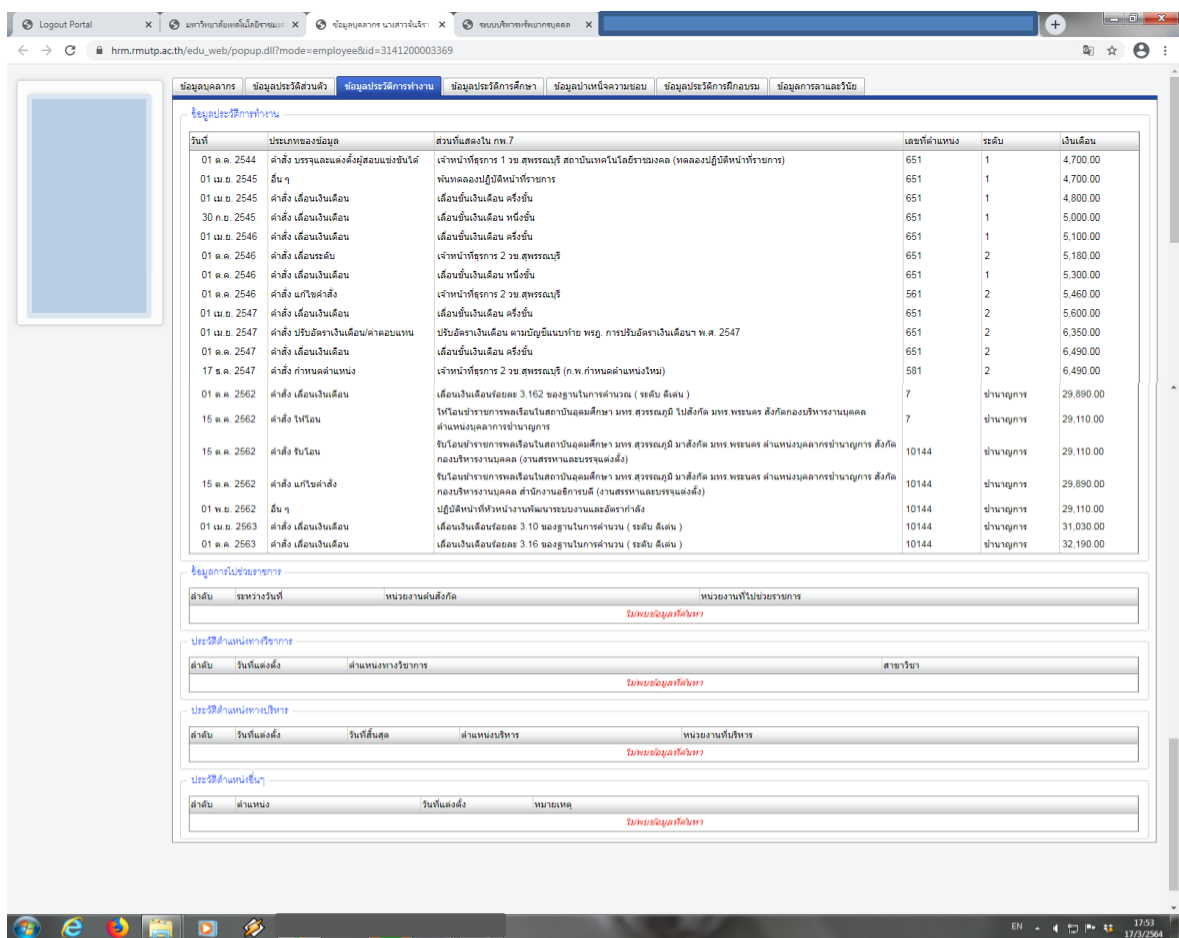 Logout Portal
มหาวิทยาลัยเทคโนโลยีราชมงคล
ข้อมูลบุคลากร นางสาวจันจิรา
ระบบบริหารทรัพยากรบุคคล
hrm.rmutp.ac.th/edu_web/popup.dll?mode=employee&id=3141200003369
ข้อมูลบุคลากร ข้อมูลประวัติส่วนตัว ข้อมูลประวัติการทำงาน ข้อมูลประวัติการศึกษา ข้อมูลบำเหน็จความชอบ ข้อมูลประวัติการฝึกอบรม ข้อมูลการลาและวินัย
ข้อมูลประวัติการทำงาน
วันที่ ประเภทของข้อมูล ส่วนที่แสดงใน กพ.7 เลขที่ตำแหน่ง ระดับ เงินเดือน
01 ต.ค. 2544 คำสั่ง บรรจุและแต่งตั้งผู้สอบแข่งขันได้ เจ้าหน้าที่ธุรการ 1 วข.สุพรรณบุรี สถาบันเทคโนโลยีราชมงคล (ทดลองปฏิบัติหน้าที่ราชการ) 651 1 4,700.00
01 เม.ย. 2545 อื่น ๆ พ้นทดลองปฏิบัติหน้าที่ราชการ 651 1 4,700.00
01 เม.ย. 2545 คำสั่ง เลื่อนเงินเดือน เลื่อนขั้นเงินเดือน ครึ่งขั้น 651 1 4,800.00
30 ก.ย. 2545 คำสั่ง เลื่อนเงินเดือน เลื่อนขั้นเงินเดือน หนึ่งขั้น 651 1 5,000.00
01 เม.ย. 2546 คำสั่ง เลื่อนเงินเดือน เลื่อนขั้นเงินเดือน ครึ่งขั้น 651 1 5,100.00
01 ต.ค. 2546 คำสั่ง เลื่อนระดับ เจ้าหน้าที่ธุรการ 2 วข.สุพรรณบุรี 651 2 5,180.00
01 ต.ค. 2546 คำสั่ง เลื่อนเงินเดือน เลื่อนขั้นเงินเดือน หนึ่งขั้น 651 1 5,300.00
01 ต.ค. 2546 คำสั่ง แก้ไขคำสั่ง เจ้าหน้าที่ธุรการ 2 วข.สุพรรณบุรี 561 2 5,460.00
01 เม.ย. 2547 คำสั่ง เลื่อนเงินเดือน เลื่อนขั้นเงินเดือน ครึ่งขั้น 651 2 5,600.00
01 เม.ย. 2547 คำสั่ง ปรับอัตราเงินเดือน/ค่าตอบแทน ปรับอัตราเงินเดือน ตามบัญชีแนบท้าย พรฎ. การปรับอัตราเงินเดือนฯ พ.ศ. 2547 651 2 6,350.00
01 ต.ค. 2547 คำสั่ง เลื่อนเงินเดือน เลื่อนขั้นเงินเดือน ครึ่งขั้น 651 2 6,490.00
17 ธ.ค. 2547 คำสั่ง กำหนดตำแหน่ง เจ้าหน้าที่ธุรการ 2 วข.สุพรรณบุรี (ก.พ.กำหนดตำแหน่งใหม่) 581 2 6,490.00
01 ต.ค. 2562 คำสั่ง เลื่อนเงินเดือน เลื่อนเงินเดือนร้อยละ 3.162 ของฐานในการคำนวณ ( ระดับ ดีเด่น ) 7 ชำนาญการ 29,890.00
15 ต.ค. 2562 คำสั่ง ให้โอน ให้โอนข้าราชการพลเรือนในสถาบันอุดมศึกษา มทร.สุวรรณภูมิ ไปสังกัด มทร.พระนคร สังกัดกองบริหารงานบุคคล 7 ชำนาญการ 29,110.00
ตำแหน่งบุคลากรชำนาญการ
15 ต.ค. 2562 คำสั่ง รับโอน รับโอนข้าราชการพลเรือนในสถาบันอุดมศึกษา มทร.สุวรรณภูมิ มาสังกัด มทร.พระนคร ตำแหน่งบุคลากรชำนาญการ สังกัด 10144 ชำนาญการ 29,110.00
กองบริหารงานบุคคล (งานสรรหาและบรรจุแต่งตั้ง)
15 ต.ค. 2562 คำสั่ง แก้ไขคำสั่ง รับโอนข้าราชการพลเรือนในสถาบันอุดมศึกษา มทร.สุวรรณภูมิ มาสังกัด มทร.พระนคร ตำแหน่งบุคลากรชำนาญการ สังกัด 10144 ชำนาญการ 29,890.00
กองบริหารงานบุคคล สำนักงานอธิการบดี (งานสรรหาและบรรจุแต่งตั้ง)
01 พ.ย. 2562 อื่น ๆ ปฏิบัติหน้าที่หัวหน้างานพัฒนาระบบงานและอัตรากำลัง 10144 ชำนาญการ 29,110.00
01 เม.ย. 2563 คำสั่ง เลื่อนเงินเดือน เลื่อนเงินเดือนร้อยละ 3.10 ของฐานในการคำนวน ( ระดับ ดีเด่น ) 10144 ชำนาญการ 31,030.00
01 ต.ค. 2563 คำสั่ง เลื่อนเงินเดือน เลื่อนเงินเดือนร้อยละ 3.16 ของฐานในการคำนวน ( ระดับ ดีเด่น ) 10144 ชำนาญการ 32,190.00
ข้อมูลการไปช่วยราชการ
ลำดับ ระหว่างวันที่ หน่วยงานต้นสังกัด หน่วยงานที่ไปช่วยราชการ
ไม่พบข้อมูลที่ค้นหา
ประวัติตำแหน่งทางวิชาการ
ลำดับ วันที่แต่งตั้ง ตำแหน่งทางวิชาการ สาขาวิชา
ไม่พบข้อมูลที่ค้นหา
ประวัติตำแหน่งทางบริหาร
ลำดับ วันที่แต่งตั้ง วันที่สิ้นสุด ตำแหน่งบริหาร หน่วยงานที่บริหาร
ไม่พบข้อมูลที่ค้นหา
ประวัติตำแหน่งอื่นๆ
ลำดับ ตำแหน่ง วันที่แต่งตั้ง หมายเหตุ
ไม่พบข้อมูลที่ค้นหา
EN 17:53
17/3/2564